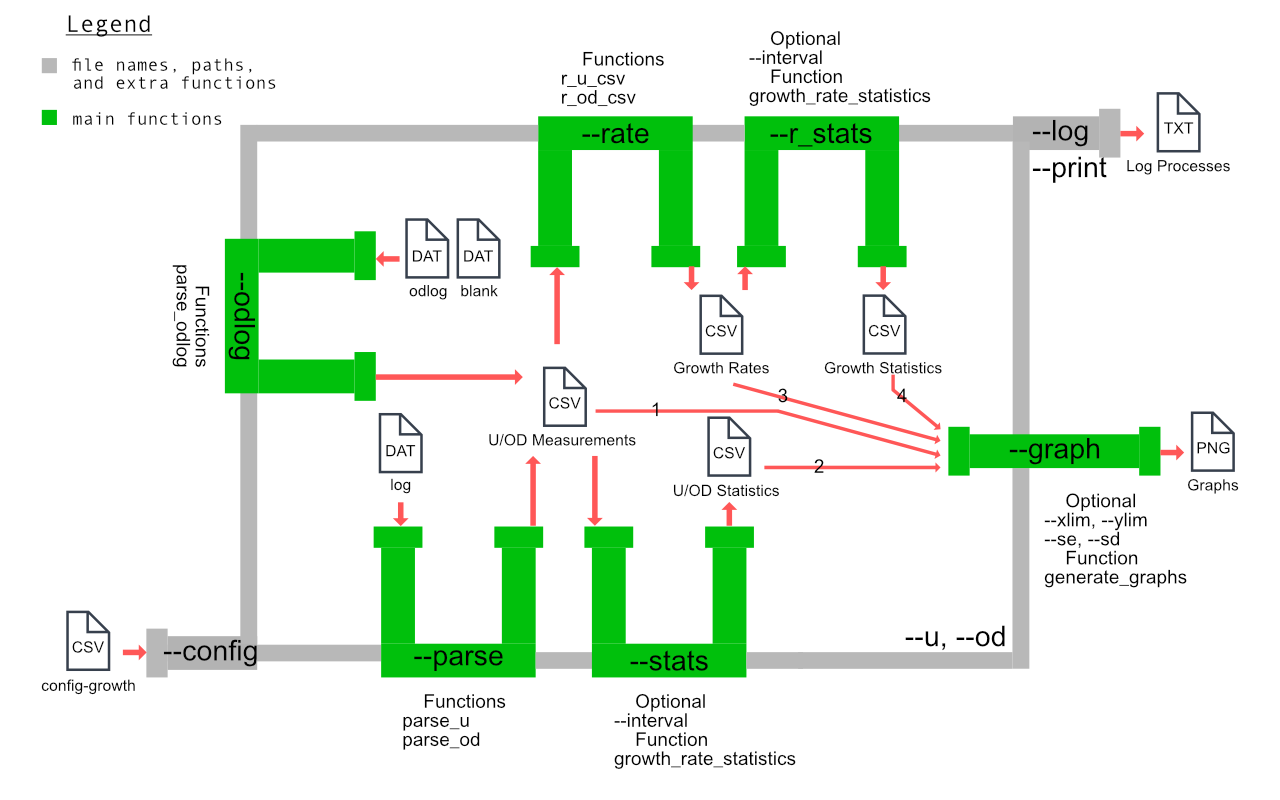 Legend
file names, paths,
and extra functions
main functions
Functions
r_u_csv
r_od_csv
Optional
--interval
Function
growth_rate_statistics
--rate
--r_stats
--log
--print
TXT
Log Processes
--odlog
Functions
parse_odlog
DAT
DAT
odlog
blank
CSV
Growth Rates
CSV
Growth Statistics
3
4
CSV
U/OD Measurements
1
DAT
log
CSV
U/OD Statistics
2
--graph
PNG
Graphs
Optional
--xlim, --ylim
--se, --sd
Function
generate_graphs
CSV
config-growth
--config
--parse
--stats
--u, --od
Functions
parse_u
parse_od
Optional
--interval
Function
growth_rate_statistics